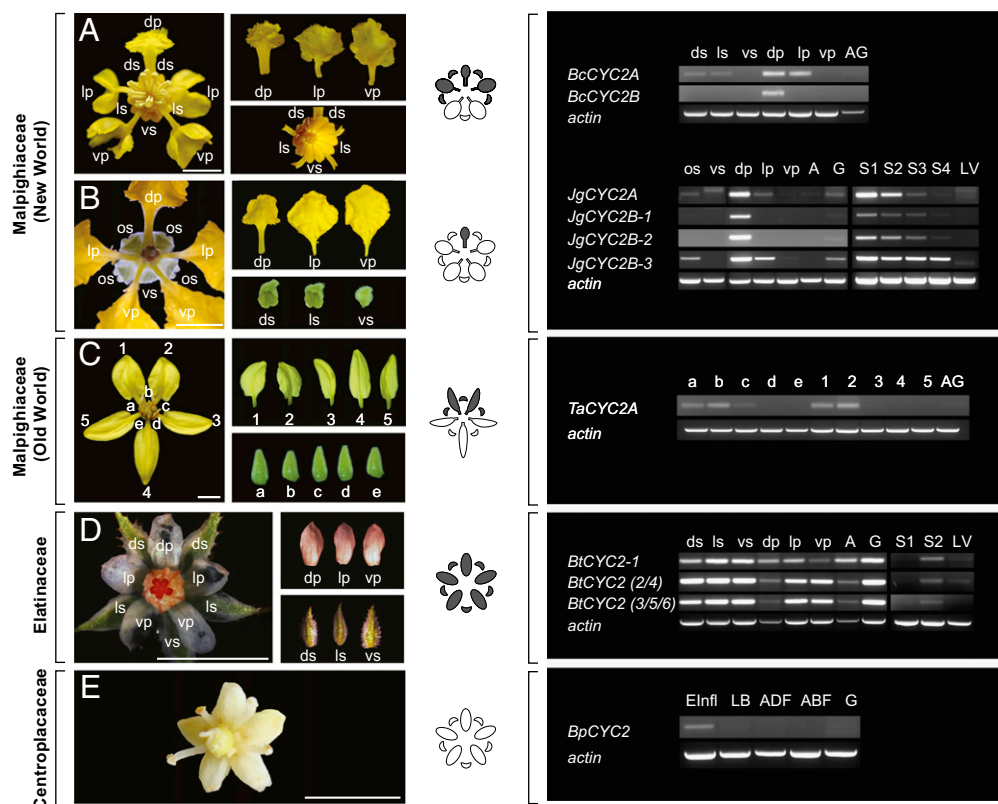 Malpighiaceae
(New World)
A
dp
ds ds
lp lp
ls ls
vs
vp vp
dp lp vp
ds ds
ls ls
vs
B
dp
os os
lp lp
os os
vs
vp vp
dp lp vp
ds ls vs
ds ls vs dp lp vp AG
BcCYC2A
BcCYC2B
actin
os vs dp lp vp A G S1 S2 S3 S4 LV
JgCYC2A
JgCYC2B-1
JgCYC2B-2
JgCYC2B-3
actin
Malpighiaceae
(Old World)
C
1 2
b
a c
5 3
e d
4
1 2 3 4 5
a b c d e
a b c d e 1 2 3 4 5 AG
TaCYC2A
actin
Elatinaceae
D
ds dp ds
lp lp
ls ls
vp vp
vs
dp lp vp
ds ls vs
ds ls vs dp lp vp A G S1 S2 LV
BtCYC2-1
BtCYC2 (2/4)
BtCYC2 (3/5/6)
actin
Centroplacaceae
E
EInfl LB ADF ABF G
BpCYC2
actin